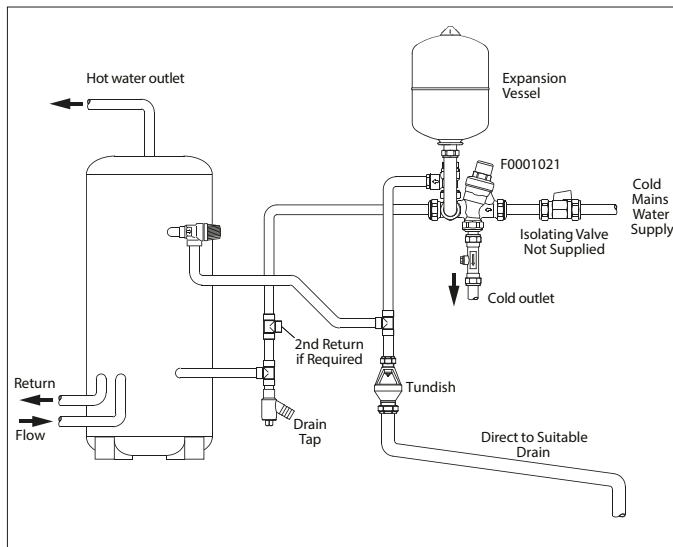 Hot water outlet
Expansion
Vessel
F0001021
Cold
Mains
Water
Supply
Isolating Valve
Not Supplied
Cold outlet
2nd Return
if Required
Return
Flow
Drain
Tap
Tundish
Direct to Suitable
Drain